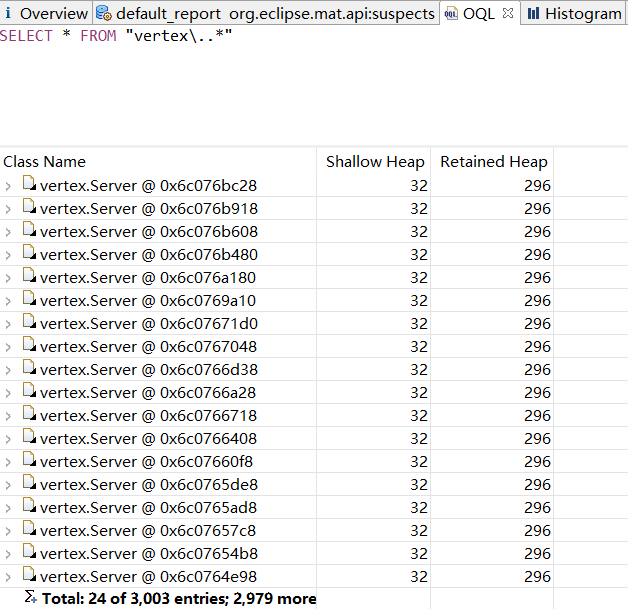 Overview default_report org.eclipse.mat.api:suspects OQL Histogram
SELECT * FROM "vertex\..*"
Class Name Shallow Heap Retained Heap
vertex.Server @ 0x6c076bc28 32 296
vertex.Server @ 0x6c076b918 32 296
vertex.Server @ 0x6c076b608 32 296
vertex.Server @ 0x6c076b480 32 296
vertex.Server @ 0x6c076a180 32 296
vertex.Server @ 0x6c0769a10 32 296
vertex.Server @ 0x6c07671d0 32 296
vertex.Server @ 0x6c0767048 32 296
vertex.Server @ 0x6c0766d38 32 296
vertex.Server @ 0x6c0766a28 32 296
vertex.Server @ 0x6c0766718 32 296
vertex.Server @ 0x6c0766408 32 296
vertex.Server @ 0x6c07660f8 32 296
vertex.Server @ 0x6c0765de8 32 296
vertex.Server @ 0x6c0765ad8 32 296
vertex.Server @ 0x6c07657c8 32 296
vertex.Server @ 0x6c07654b8 32 296
vertex.Server @ 0x6c0764e98 32 296
Total: 24 of 3,003 entries; 2,979 more